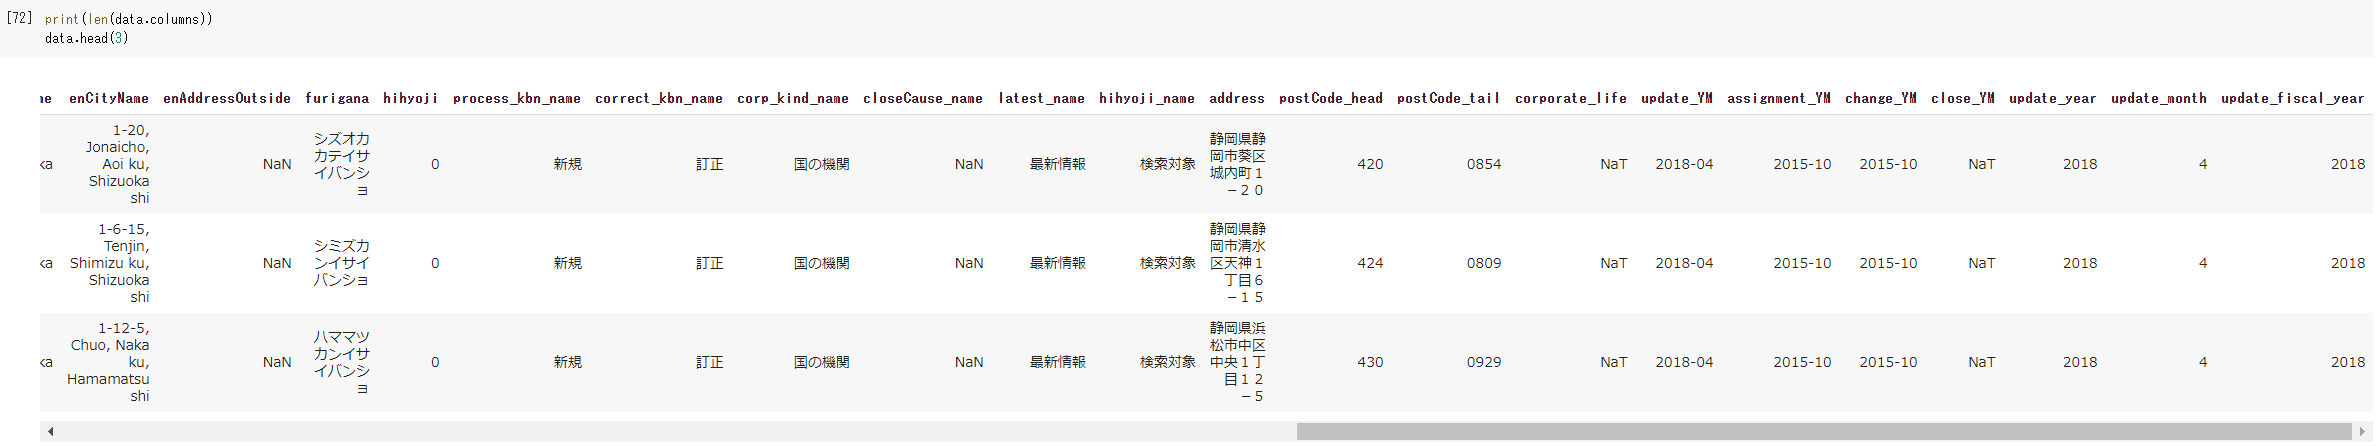 [72] print(len(data.columns))
data.head(3)
ne enCityName enAddressOutside furigana hihyoji process_kbn_name correct_kbn_name corp_kind_name closeCause_name latest_name hihyoji_name address postCode_head postCode_tail corporate_life update_YM assignment_YM change_YM close_YM update_year update_month update_fiscal_year
1-20,
Jonaicho,
Aoi ku,
Shizuoka
shi
シズオカ
カテイサ
イバンシ
ョ
静岡県静
岡市葵区
城内町１
－２０
ka NaN 0 新規 訂正 国の機関 NaN 最新情報 検索対象 420 0854 NaT 2018-04 2015-10 2015-10 NaT 2018 4 2018
1-6-15,
Tenjin,
Shimizu ku,
Shizuoka
shi
シミズカ
ンイサイ
バンショ
静岡県静
岡市清水
区天神１
丁目６
－１５
ka NaN 0 新規 訂正 国の機関 NaN 最新情報 検索対象 424 0809 NaT 2018-04 2015-10 2015-10 NaT 2018 4 2018
1-12-5,
Chuo, Naka
ku,
Hamamatsu
shi
ハママツ
カンイサ
イバンシ
ョ
静岡県浜
松市中区
中央１丁
目１２
－５
ka NaN 0 新規 訂正 国の機関 NaN 最新情報 検索対象 430 0929 NaT 2018-04 2015-10 2015-10 NaT 2018 4 2018